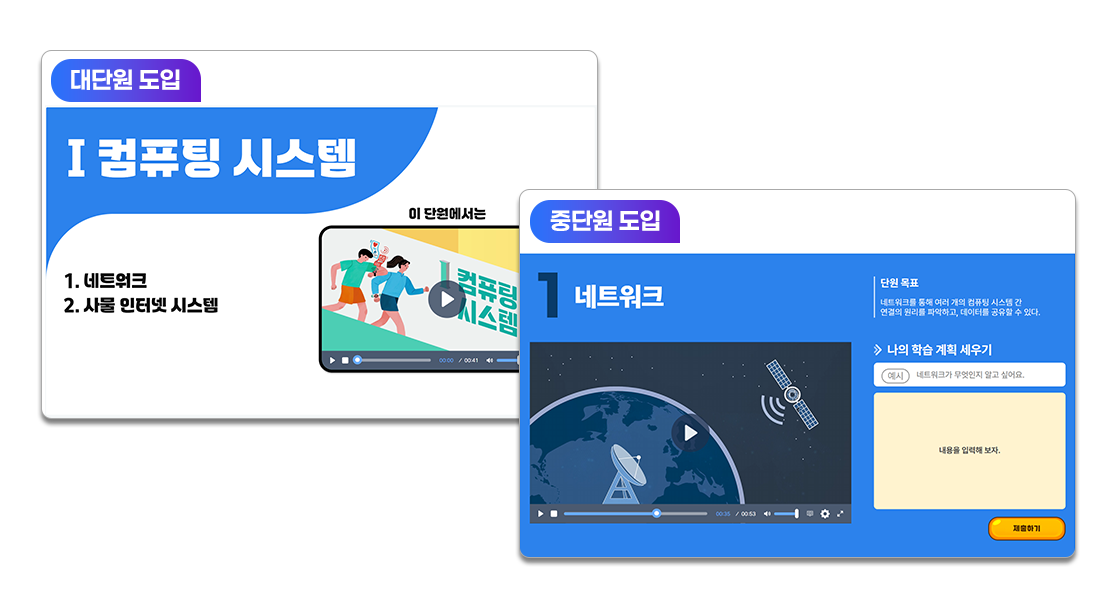 대단원 도입
I 컴퓨팅 시스템
이 단원에서는
1. 네트워크
2. 사물 인터넷 시스템
I 컴퓨팅
시스템
00:00 / 00:41
중단원 도입
1 네트워크
단원 목표
네트워크를 통해 여러 개의 컴퓨팅 시스템 간
연결의 원리를 파악하고, 데이터를 공유할 수 있다.
나의 학습 계획 세우기
예시 네트워크가 무엇인지 알고 싶어요.
내용을 입력해 보자.
00:35 / 00:53
제출하기